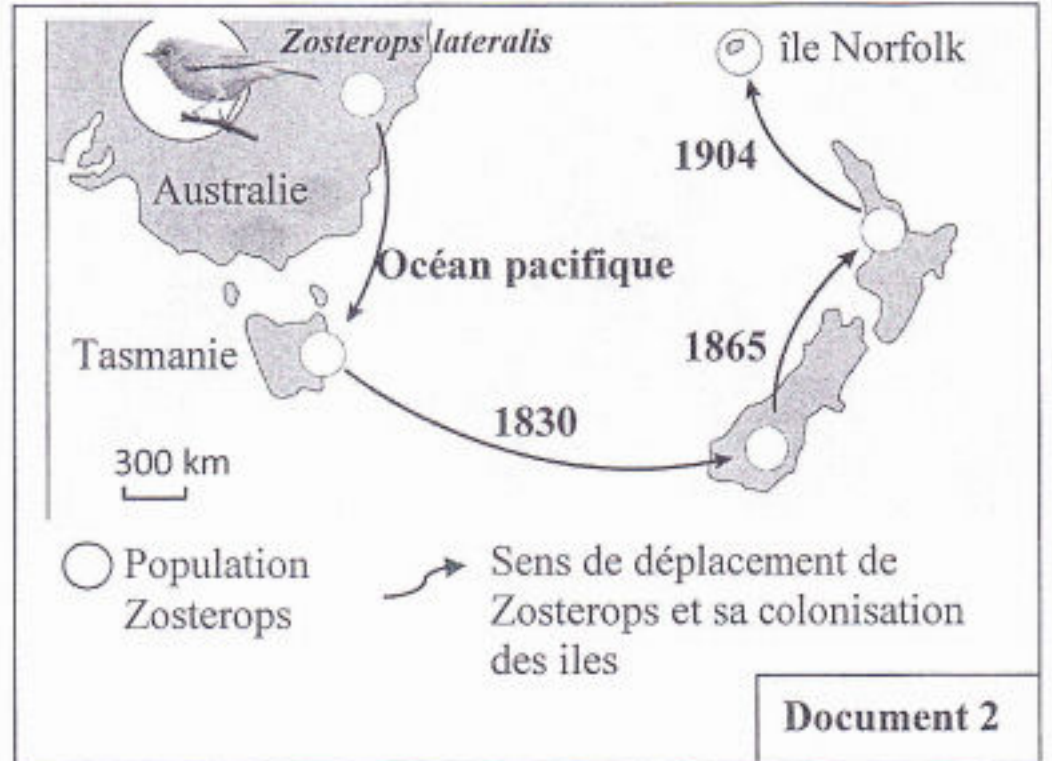 Zosterops lateralis
île Norfolk
1904
Australie
Océan pacifique
Tasmanie
1865
1830
300 km
Population
Zosterops
Sens de déplacement de
Zosterops et sa colonisation
des iles
Document 2